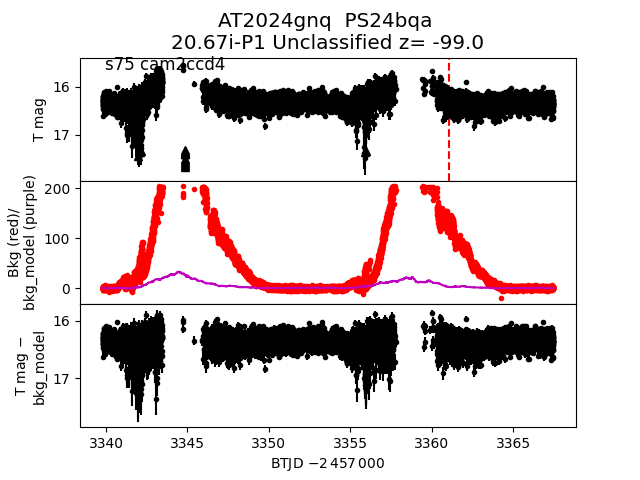 AT2024gnq PS24bqa
20.67i-P1 Unclassified z= -99.0
s75 cam2ccd4
T mag
16
17
Bkg (red)/
bkg_model (purple)
200
100
0
T mag −
bkg_model
16
17
3340 3345 3350 3355 3360 3365
BTJD −2 457 000